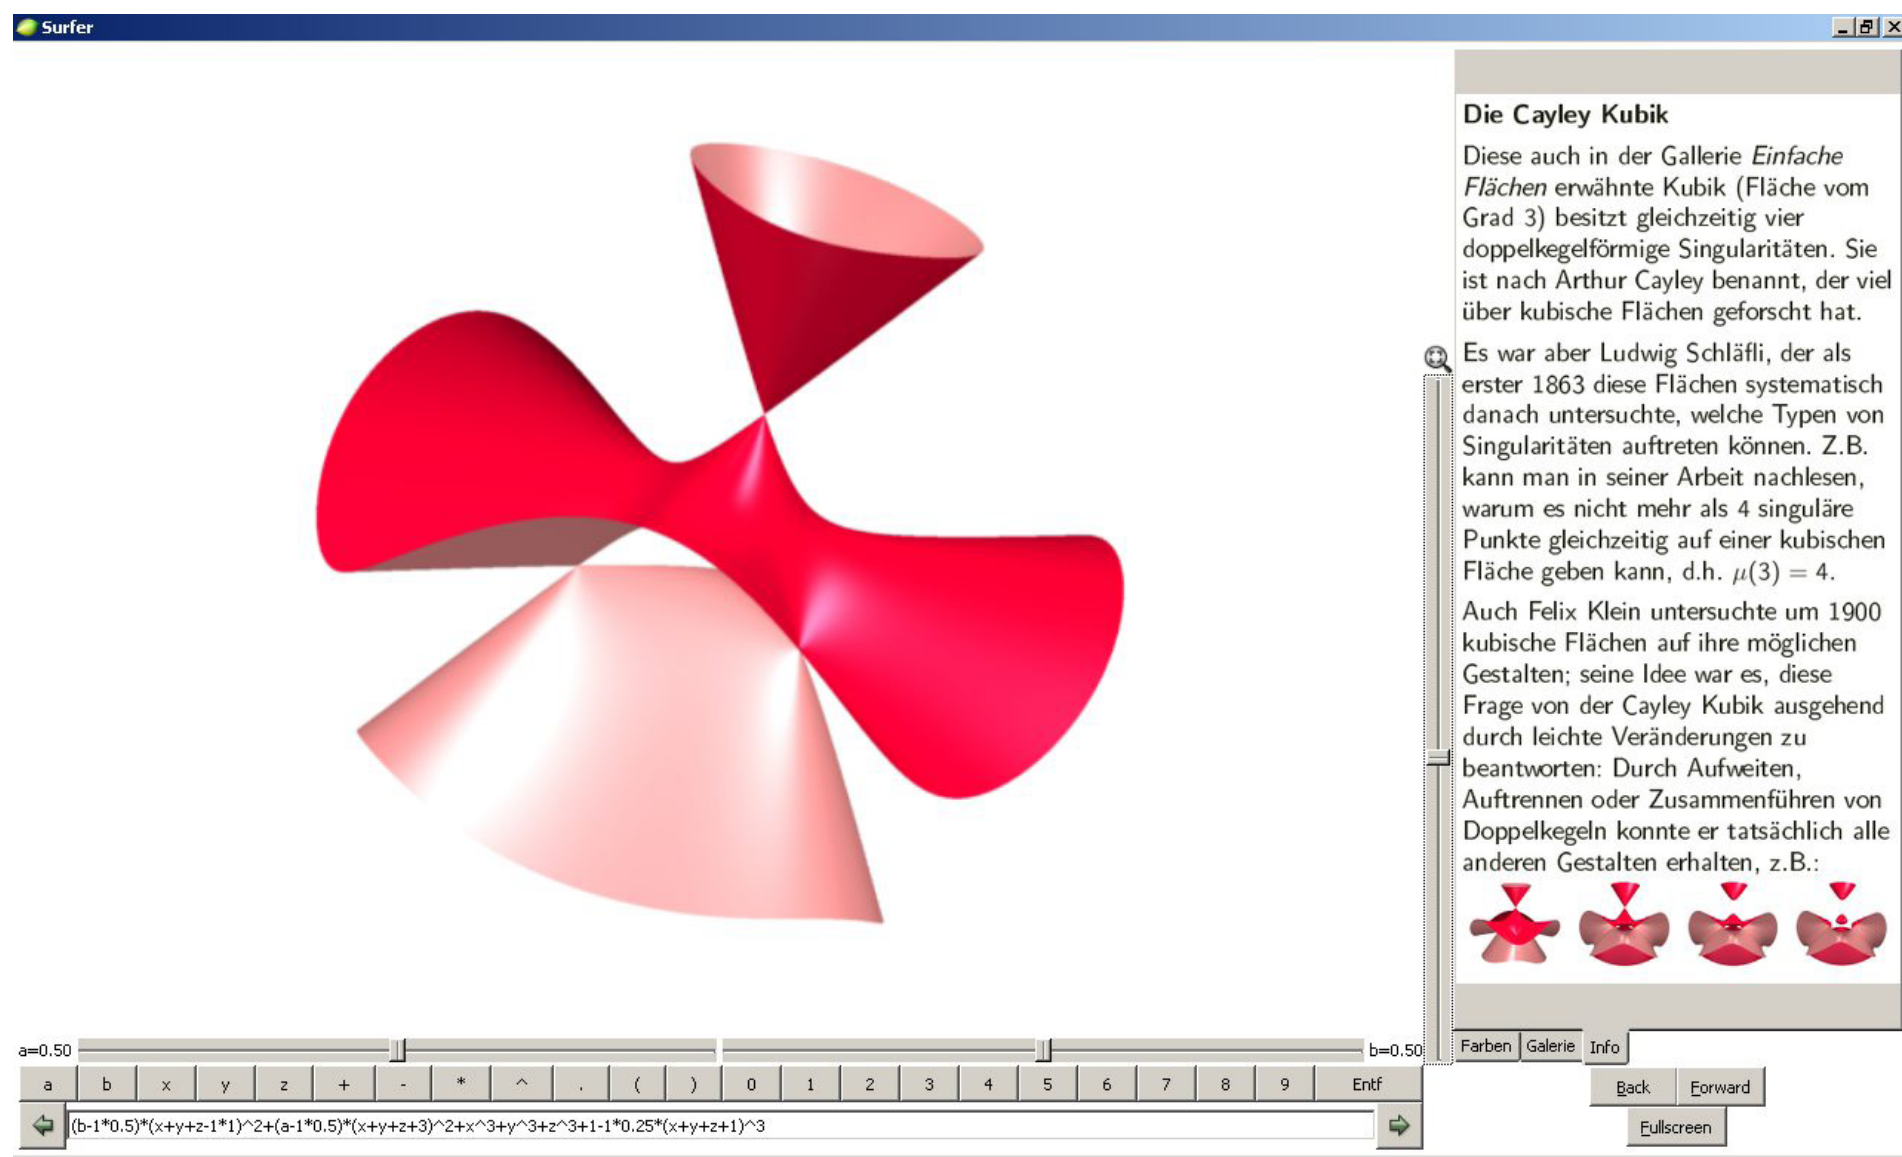 Surfer
Die Cayley Kubik
Diese auch in der Gallerie Einfache
Flächen erwähnte Kubik (Fläche vom
Grad 3) besitzt gleichzeitig vier
doppelkegelförmige Singularitäten. Sie
ist nach Arthur Cayley benannt, der viel
über kubische Flächen geforscht hat.
Es war aber Ludwig Schläfli, der als
erster 1863 diese Flächen systematisch
danach untersuchte, welche Typen von
Singularitäten auftreten können. Z.B.
kann man in seiner Arbeit nachlesen,
warum es nicht mehr als 4 singuläre
Punkte gleichzeitig auf einer kubischen
Fläche geben kann, d.h. μ(3) = 4.
Auch Felix Klein untersuchte um 1900
kubische Flächen auf ihre möglichen
Gestalten; seine Idee war es, diese
Frage von der Cayley Kubik ausgehend
durch leichte Veränderungen zu
beantworten: Durch Aufweiten,
Auftrennen oder Zusammenführen von
Doppelkegeln konnte er tatsächlich alle
anderen Gestalten erhalten, z.B.:
a=0.50 b=0.50
Farben Galerie Info
a b x y z + - * ^ . ( ) 0 1 2 3 4 5 6 7 8 9 Entf
Back Forward
(b-1*0.5)*(x+y+z-1*1)^2+(a-1*0.5)*(x+y+z+3)^2+x^3+y^3+z^3+1-1*0.25*(x+y+z+1)^3
Fullscreen